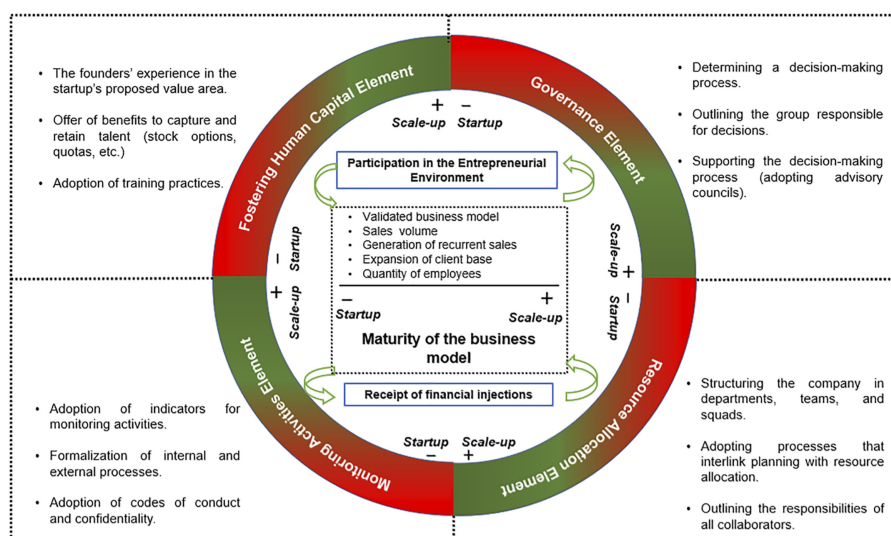 • The founders' experience in the
startup's proposed value area.
• Offer of benefits to capture and
retain talent (stock options,
quotas, etc.)
• Adoption of training practices.
Fostering Human Capital Element
Governance Element
• Determining a decision-making
process.
• Outlining the group responsible
for decisions.
• Supporting the decision-making
process (adopting advisory
councils).
+ −
Scale-up Startup
Participation in the Entrepreneurial
Environment
• Validated business model
• Sales volume
• Generation of recurrent sales
• Expansion of client base
• Quantity of employees
− +
Startup Scale-up
Maturity of the business
model
Receipt of financial injections
− Startup
+ Scale-up
Scale-up +
Startup −
Startup Scale-up
− +
Monitoring Activities Element
Resource Allocation Element
• Adoption of indicators for
monitoring activities.
• Formalization of internal and
external processes.
• Adoption of codes of conduct
and confidentiality.
• Structuring the company in
departments, teams, and
squads.
• Adopting processes that
interlink planning with resource
allocation.
• Outlining the responsibilities of
all collaborators.